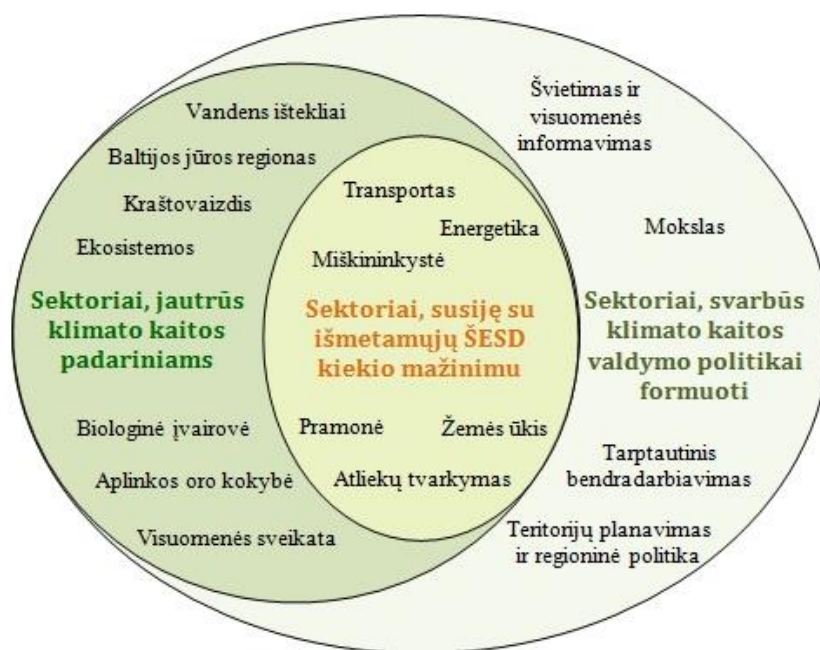 Vandens ištekliai
Baltijos jūros regionas
Kraštovaizdis
Ekosistemos
Sektoriai, jautrūs
klimato kaitos
padariniams
Biologinė įvairovė
Aplinkos oro kokybė
Visuomenės sveikata
Transportas
Energetika
Miškininkystė
Sektoriai, susiję su
išmetamųjų ŠESD
kiekio mažinimu
Pramonė
Žemės ūkis
Atliekų tvarkymas
Švietimas ir
visuomenės
informavimas
Mokslas
Sektoriai, svarbūs
klimato kaitos
valdymo politikai
formuoti
Tarptautinis
bendradarbiavimas
Teritorijų planavimas
ir regioninė politika